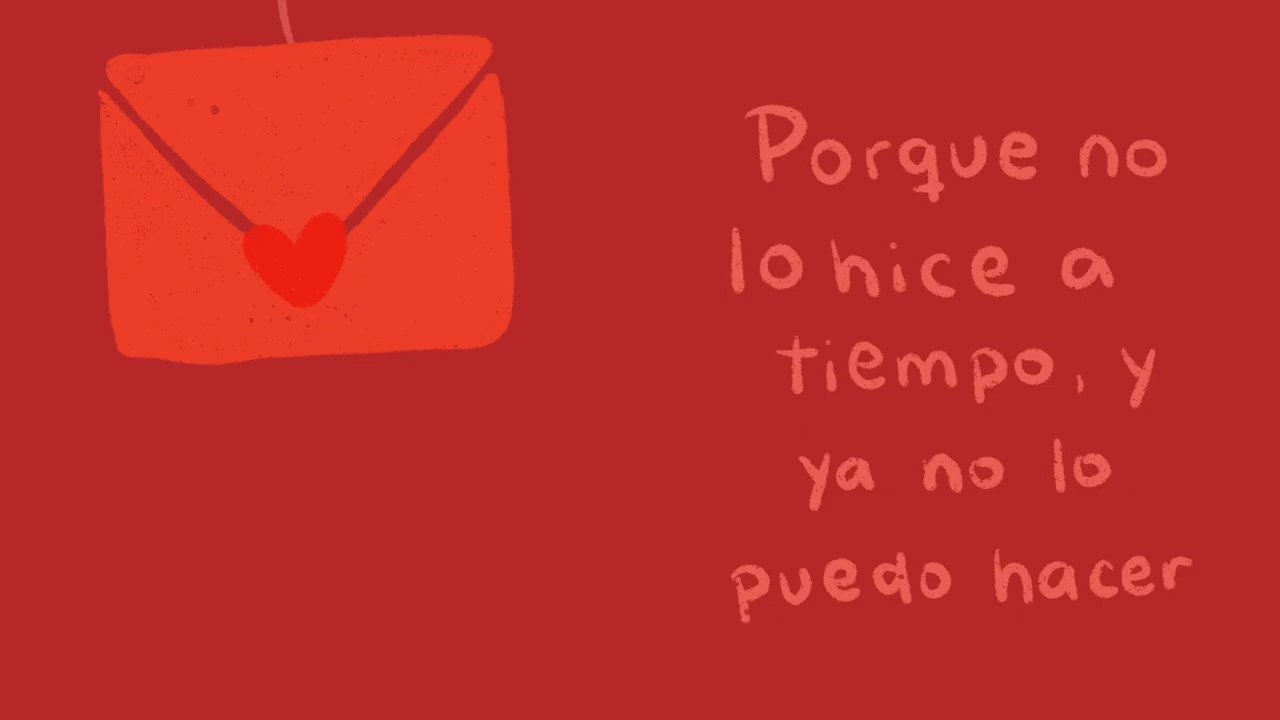 Porque no
lo hice a
tiempo, y
ya no lo
puedo hacer